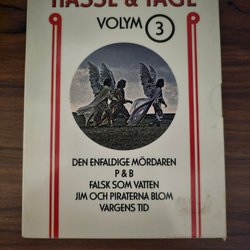 HASSE & TAGE
VOLYM 3
DEN ENFALDIGE MÖRDAREN
P & B
FALSK SOM VATTEN
JIM OCH PIRATERNA BLOM
VARGENS TID